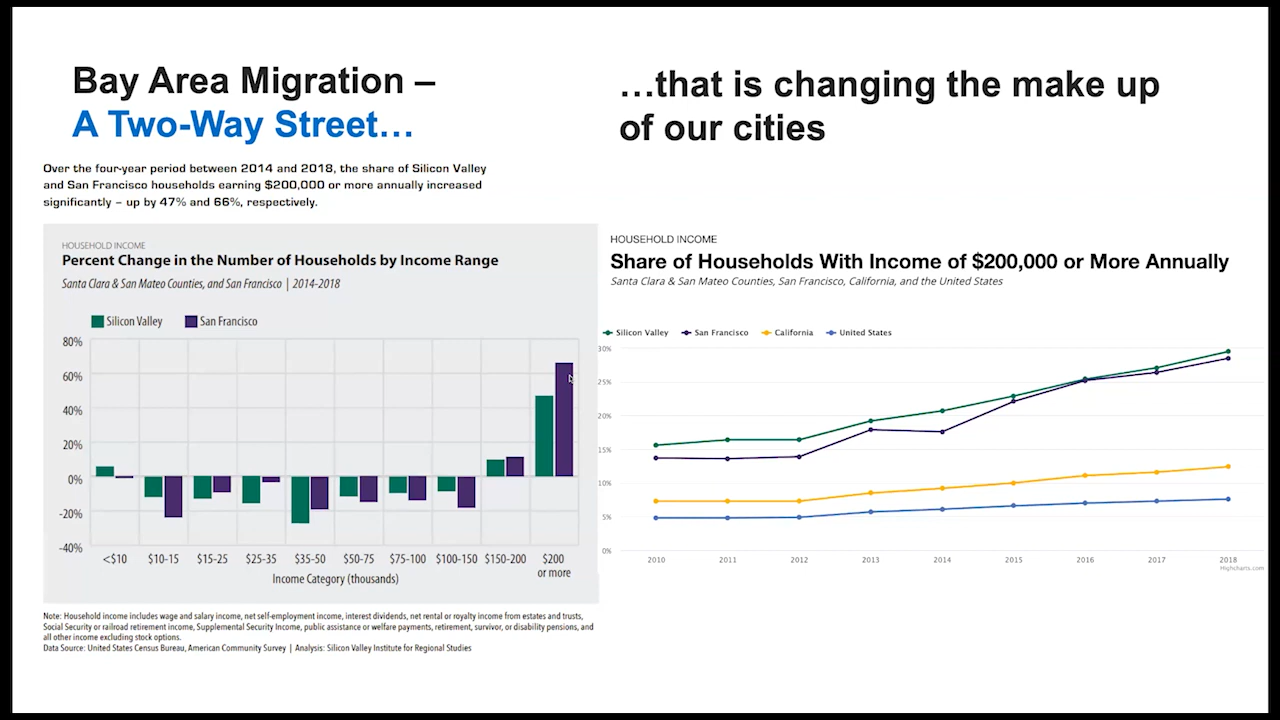 Bay Area Migration –
A Two-Way Street…
…that is changing the make up
of our cities
Over the four-year period between 2014 and 2018, the share of Silicon Valley
and San Francisco households earning $200,000 or more annually increased
significantly – up by 47% and 66%, respectively.
HOUSEHOLD INCOME
Percent Change in the Number of Households by Income Range
Santa Clara & San Mateo Counties, and San Francisco | 2014-2018
Silicon Valley San Francisco
80%
60%
40%
20%
0%
-20%
-40%
<$10 $10-15 $15-25 $25-35 $35-50 $50-75 $75-100 $100-150 $150-200 $200
or more
Income Category (thousands)
Note: Household income includes wage and salary income, net self-employment income, interest dividends, net rental or royalty income from estates and trusts,
Social Security or railroad retirement income, Supplemental Security Income, public assistance or welfare payments, retirement, survivor, or disability pensions, and
all other income excluding stock options.
Data Source: United States Census Bureau, American Community Survey | Analysis: Silicon Valley Institute for Regional Studies
HOUSEHOLD INCOME
Share of Households With Income of $200,000 or More Annually
Santa Clara & San Mateo Counties, San Francisco, California, and the United States
Silicon Valley San Francisco California United States
30%
25%
20%
15%
10%
5%
0%
2010 2011 2012 2013 2014 2015 2016 2017 2018
Highcharts.com